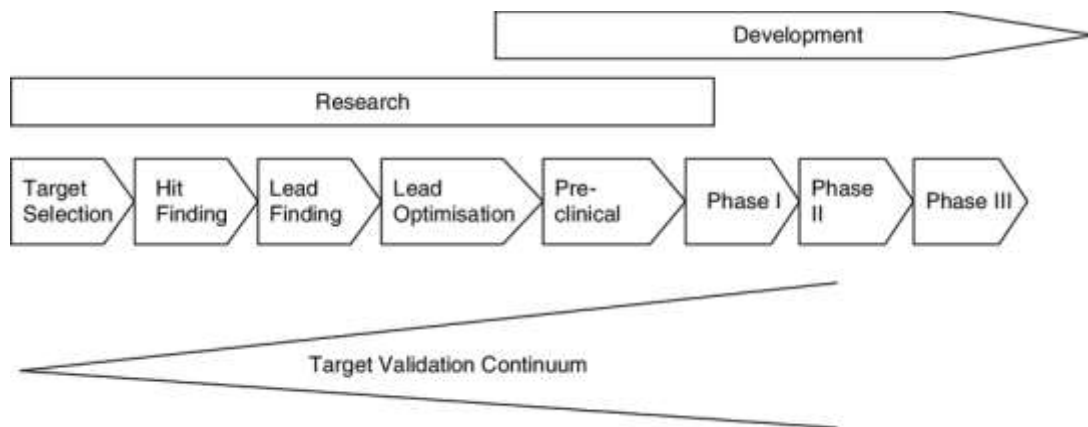 Development
Research
Target
Selection
Hit
Finding
Lead
Finding
Lead
Optimisation
Pre-
clinical
Phase I
Phase
II
Phase III
Target Validation Continuum